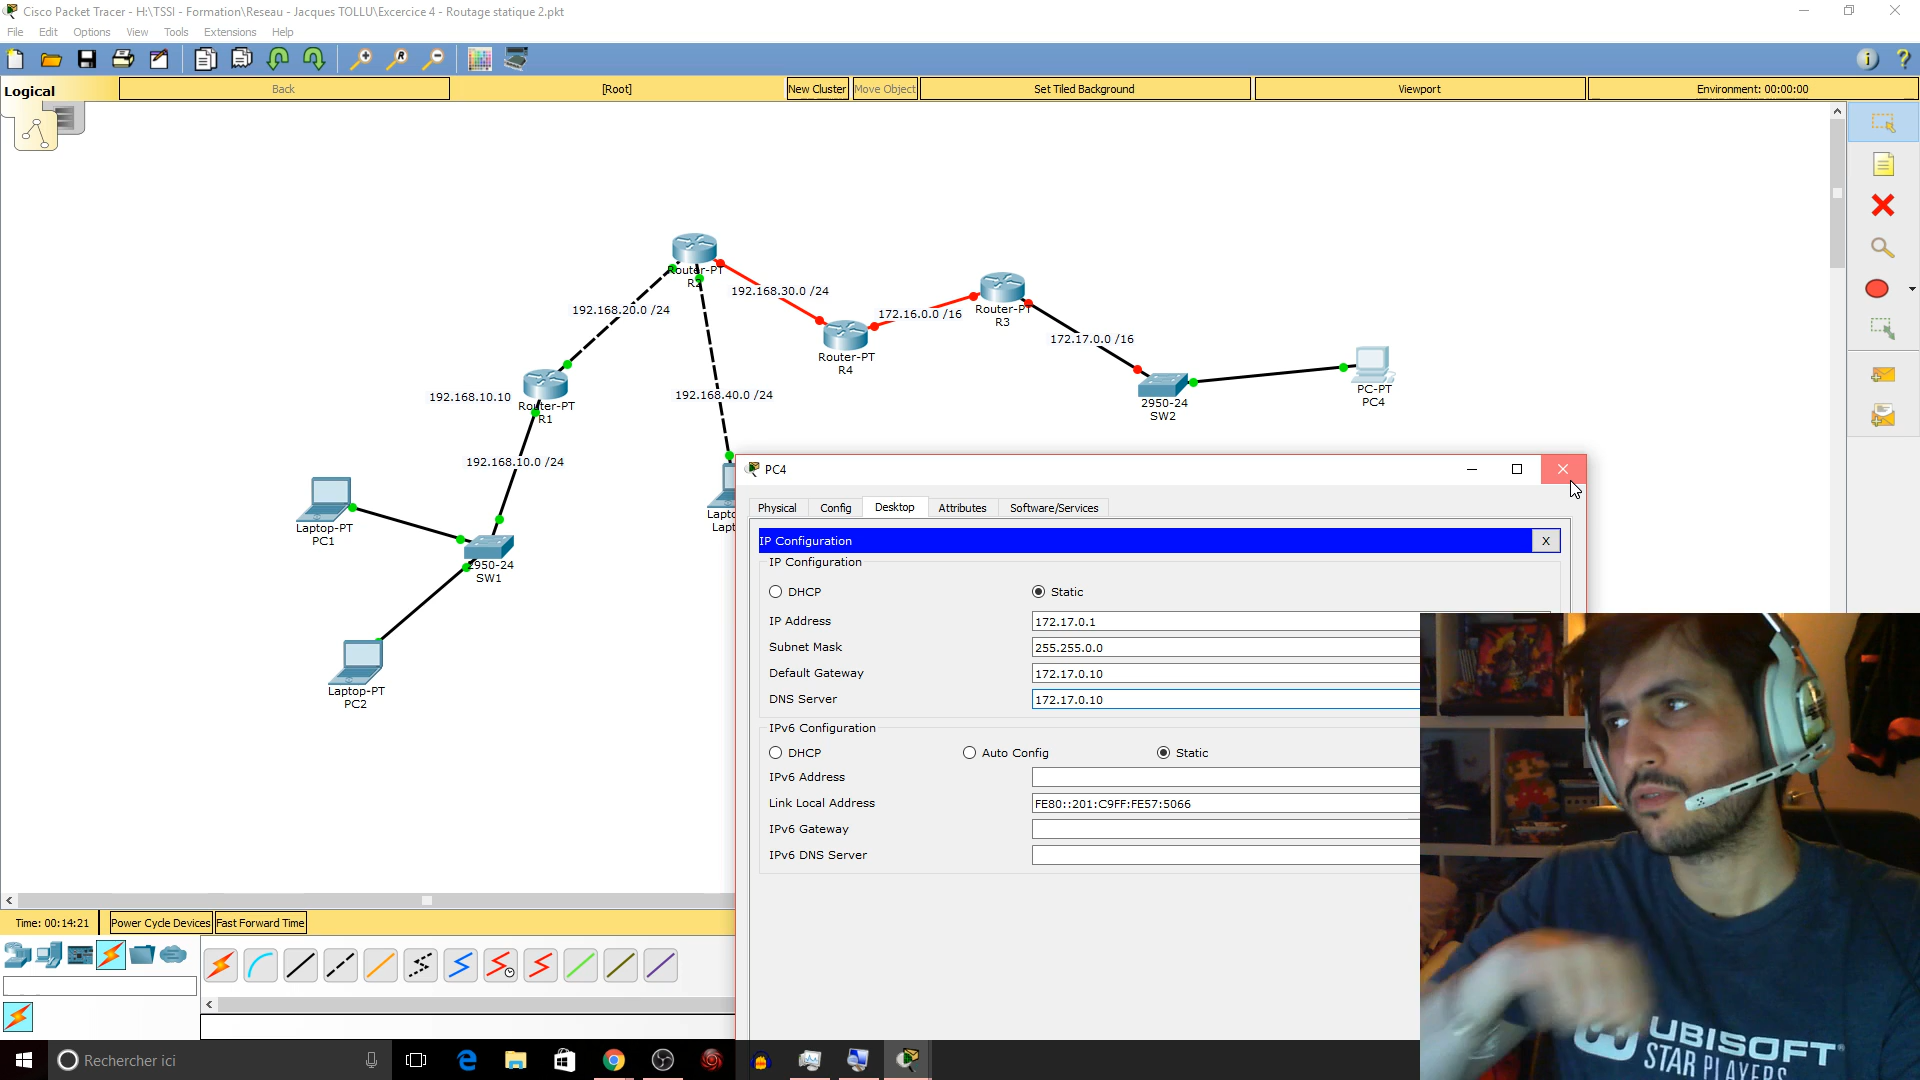 Cisco Packet Tracer - H:\TSSI - Formation\Reseau - Jacques TOLLU\Excercice 4 - Routage statique 2.pkt
File Edit Options View Tools Extensions Help
Logical Back [Root] New Cluster Move Object Set Tiled Background Viewport Environment: 00:00:00
Router-PT
R2
192.168.30.0 /24
192.168.20.0 /24
172.16.0.0 /16
Router-PT
R3
Router-PT
R4
172.17.0.0 /16
192.168.10.10
Router-PT
R1
192.168.40.0 /24
2950-24
SW2
PC-PT
PC4
192.168.10.0 /24
Laptop-PT
PC1
2950-24
SW1
Laptop-PT
PC2
Lapto
Lapt
PC4
Physical Config Desktop Attributes Software/Services
IP Configuration X
IP Configuration
DHCP Static
IP Address 172.17.0.1
Subnet Mask 255.255.0.0
Default Gateway 172.17.0.10
DNS Server 172.17.0.10
IPv6 Configuration
DHCP Auto Config Static
IPv6 Address
Link Local Address FE80::201:C9FF:FE57:5066
IPv6 Gateway
IPv6 DNS Server
Time: 00:14:21 Power Cycle Devices Fast Forward Time
Rechercher ici
UBISOFT
STAR PLAYERS